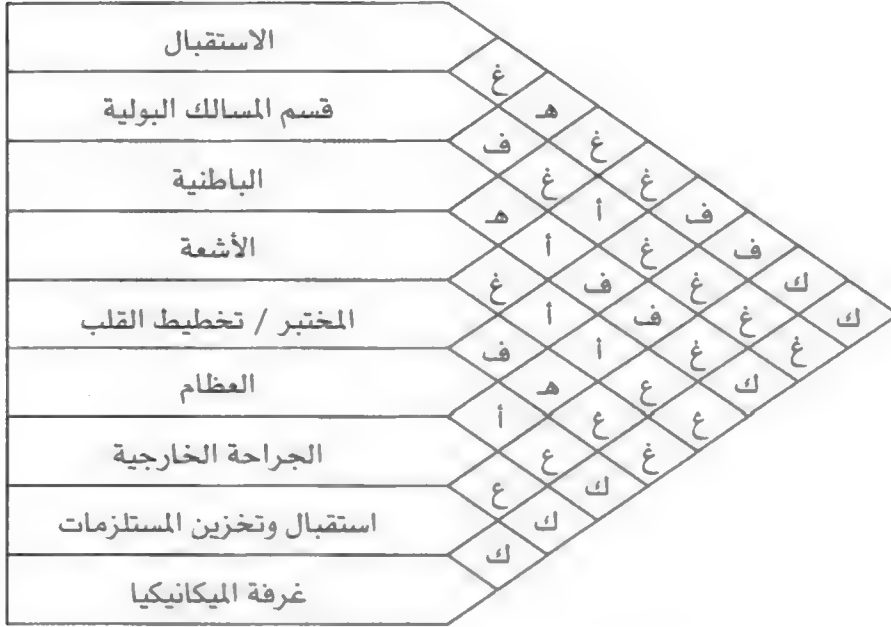 الاستقبال
غ
قسم المسالك البولية
هـ
غ ف
الباطنية
غ غ
ف أ هـ
الأشعة
ف غ أ
ك غ ف غ
المختبر / تخطيط القلب
ك غ ف أ
غ غ أ ف
العظام
ك ع هـ
ع ع أ
الجراحة الخارجية
غ ع
ك ع
استقبال وتخزين المستلزمات
ك
ك
غرفة الميكانيكيا